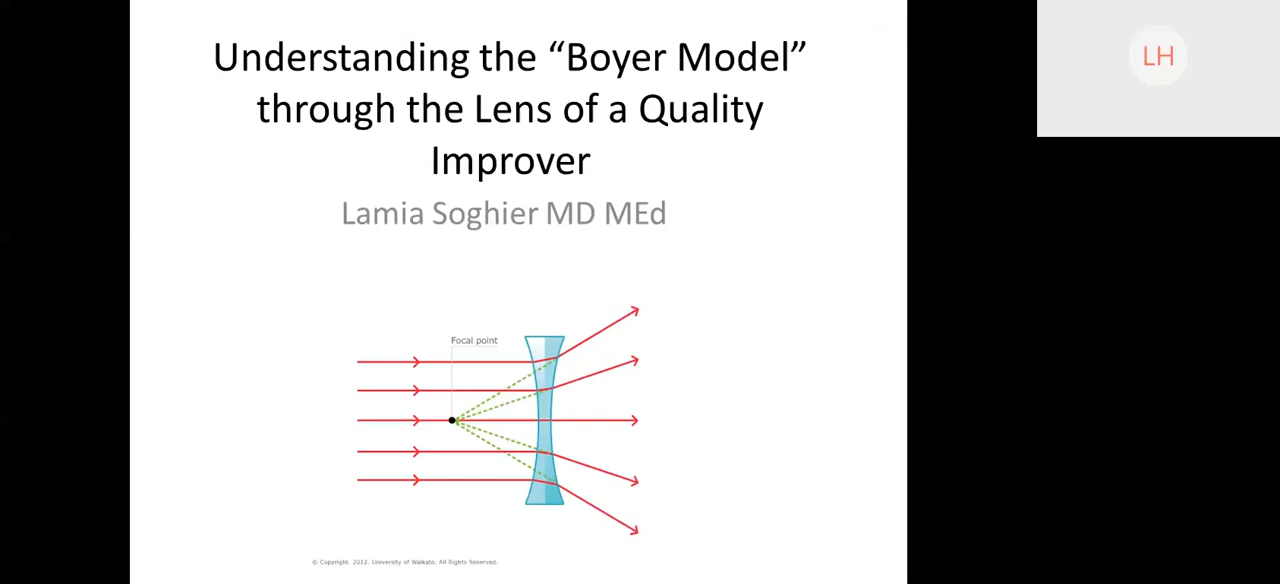 Understanding the “Boyer Model”
through the Lens of a Quality
Improver
Lamia Soghier MD MEd
LH
Focal point
© Copyright. 2012. University of Waikato. All Rights Reserved.